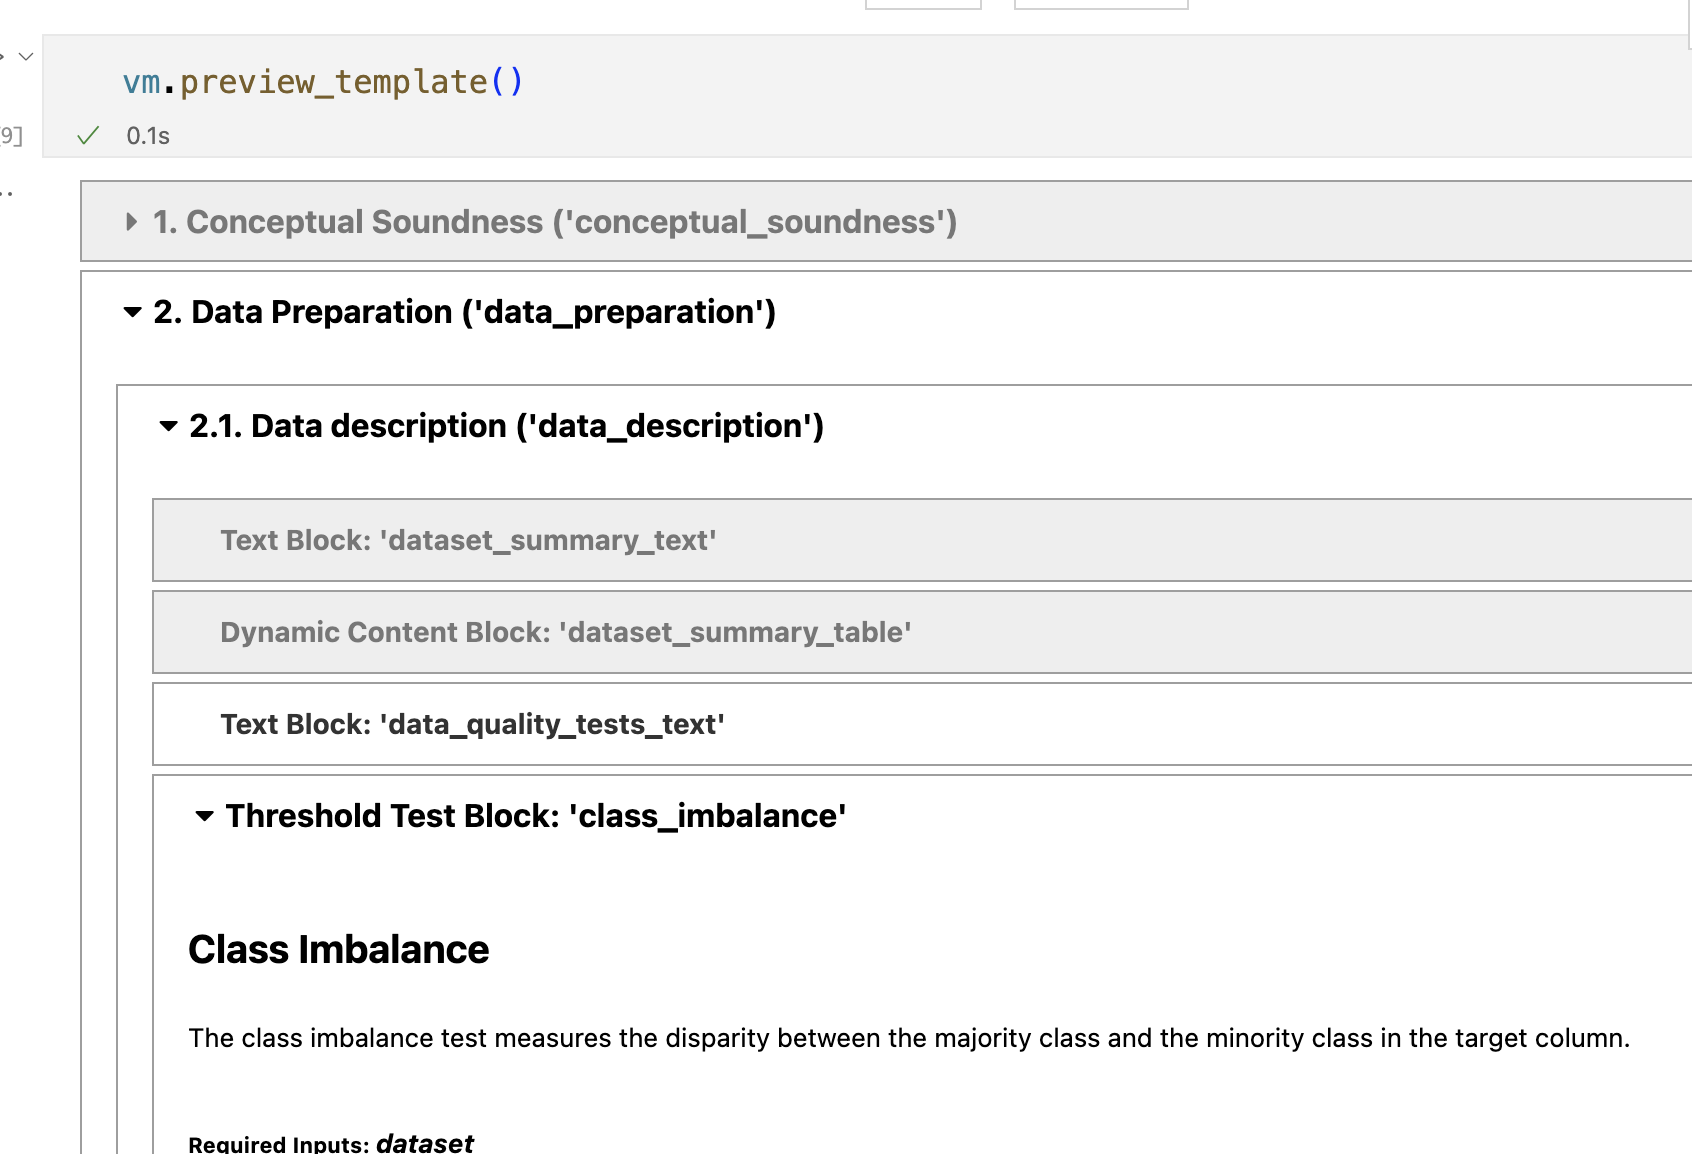 vm.preview_template()
9]
0.1s
1. Conceptual Soundness ('conceptual_soundness')
2. Data Preparation ('data_preparation')
2.1. Data description ('data_description')
Text Block: 'dataset_summary_text'
Dynamic Content Block: 'dataset_summary_table'
Text Block: 'data_quality_tests_text'
Threshold Test Block: 'class_imbalance'
Class Imbalance
The class imbalance test measures the disparity between the majority class and the minority class in the target column.
Required Inputs: dataset